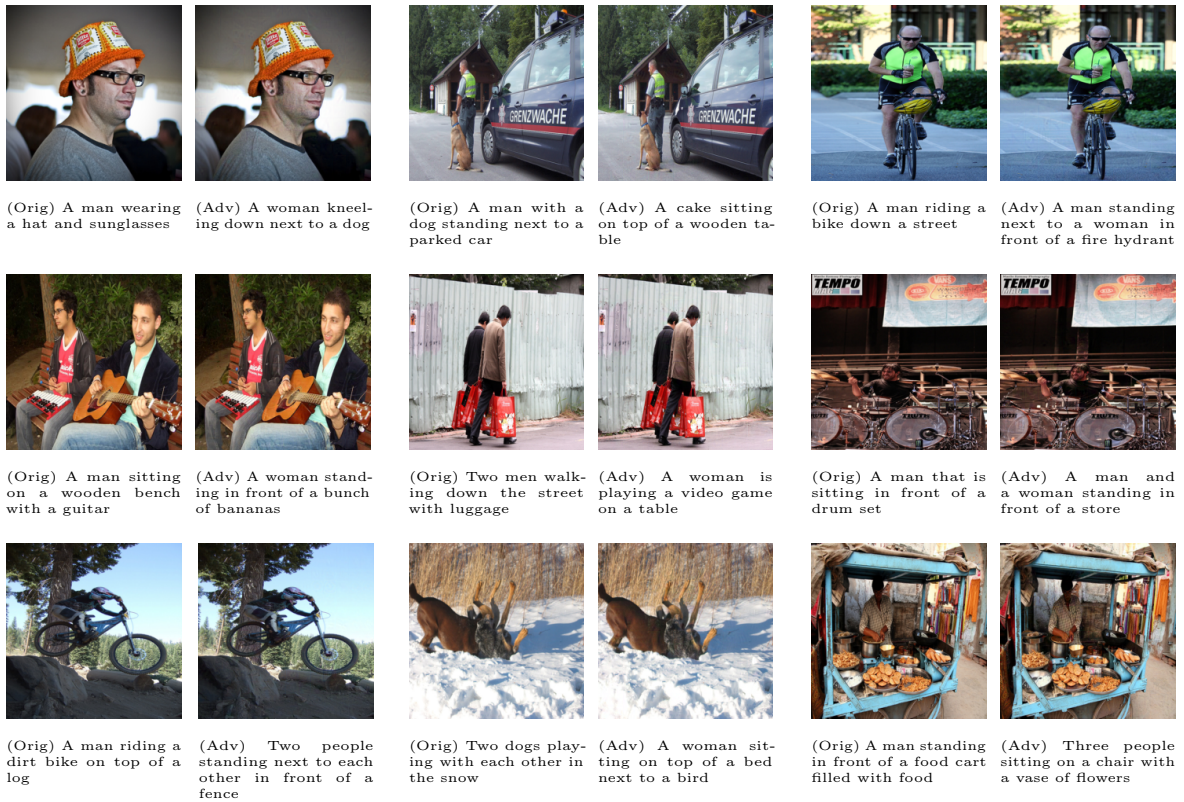 GRENZWACHE
GRENZWACHE
(Orig) A man wearing
a hat and sunglasses
(Adv) A woman kneel-
ing down next to a dog
(Orig) A man with a
dog standing next to a
parked car
(Adv) A cake sitting
on top of a wooden ta-
ble
(Orig) A man riding a
bike down a street
(Adv) A man standing
next to a woman in
front of a fire hydrant
TEMPO
VANS
TEMPO
VANS
(Orig) A man sitting
on a wooden bench
with a guitar
(Adv) A woman stand-
ing in front of a bunch
of bananas
(Orig) Two men walk-
ing down the street
with luggage
(Adv) A woman is
playing a video game
on a table
(Orig) A man that is
sitting in front of a
drum set
(Adv) A man and
a woman standing in
front of a store
(Orig) A man riding a
dirt bike on top of a
log
(Adv) Two people
standing next to each
other in front of a
fence
(Orig) Two dogs play-
ing with each other in
the snow
(Adv) A woman sit-
ting on top of a bed
next to a bird
(Orig) A man standing
in front of a food cart
filled with food
(Adv) Three people
sitting on a chair with
a vase of flowers